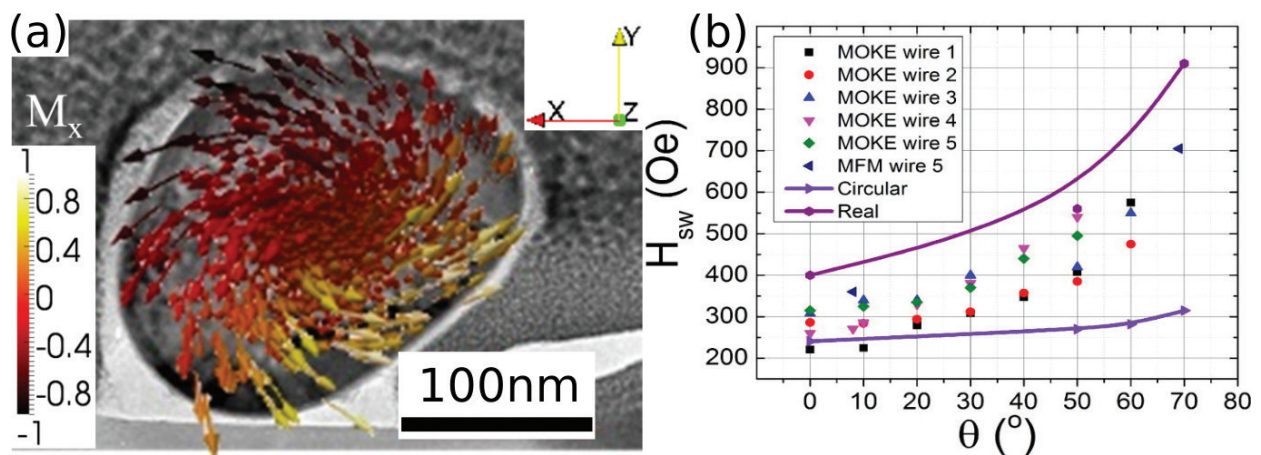 (a)
Y
X
Z
Mx
1
0.8
0.4
0
-0.4
-0.8
-1
100nm
(b)
MOKE wire 1
MOKE wire 2
MOKE wire 3
MOKE wire 4
MOKE wire 5
MFM wire 5
Circular
Real
Hsw (Oe)
900
800
700
600
500
400
300
200
0 10 20 30 40 50 60 70 80
θ (°)